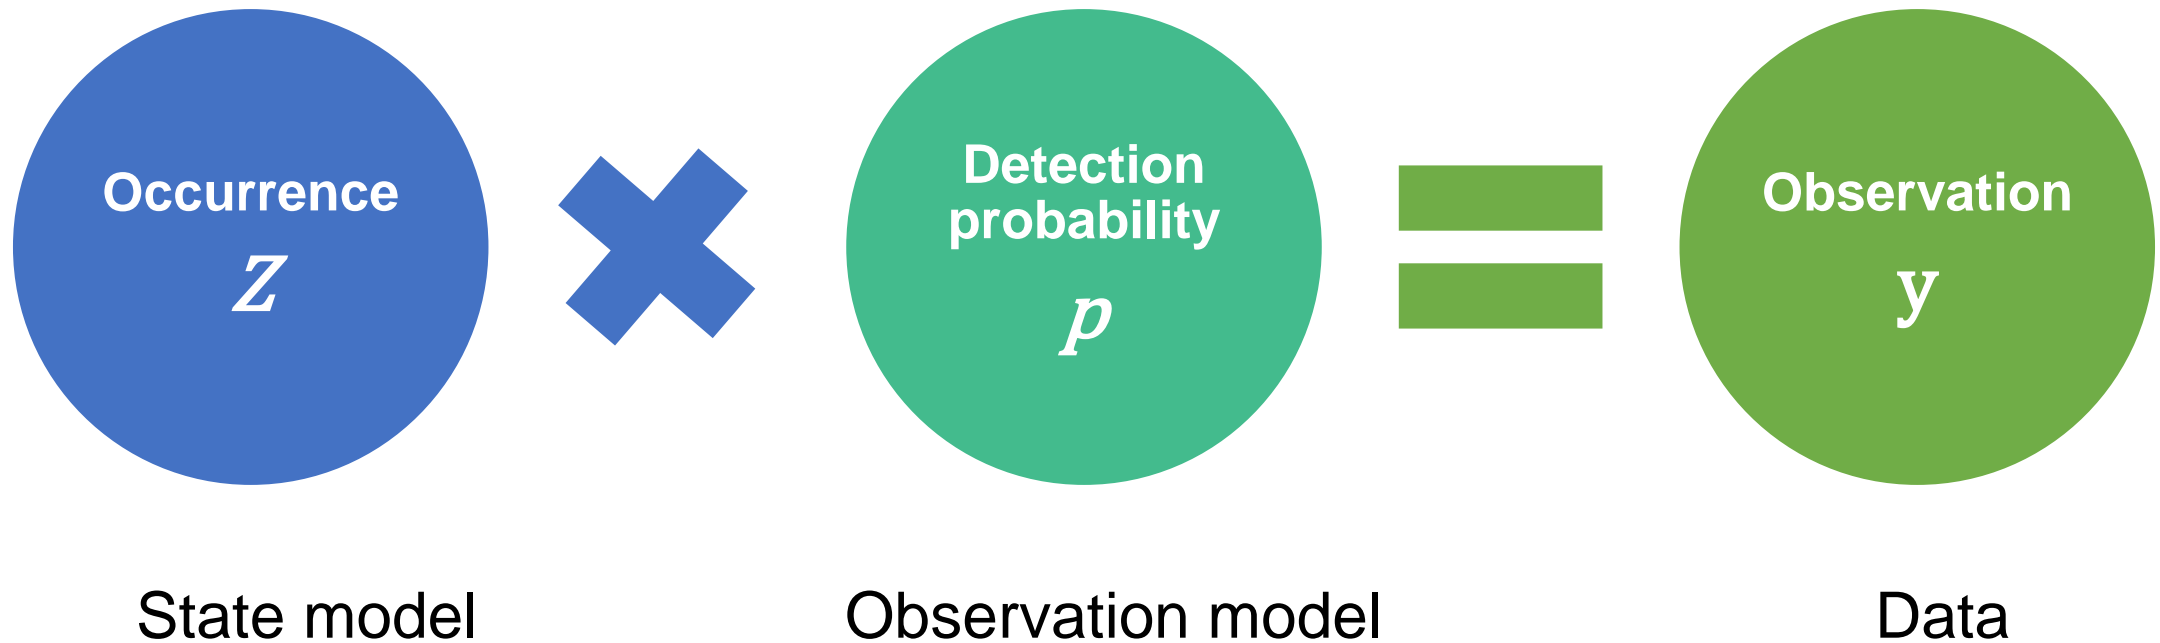 Occurrence
z
Detection
probability
p
Observation
y
State model
Observation model
Data